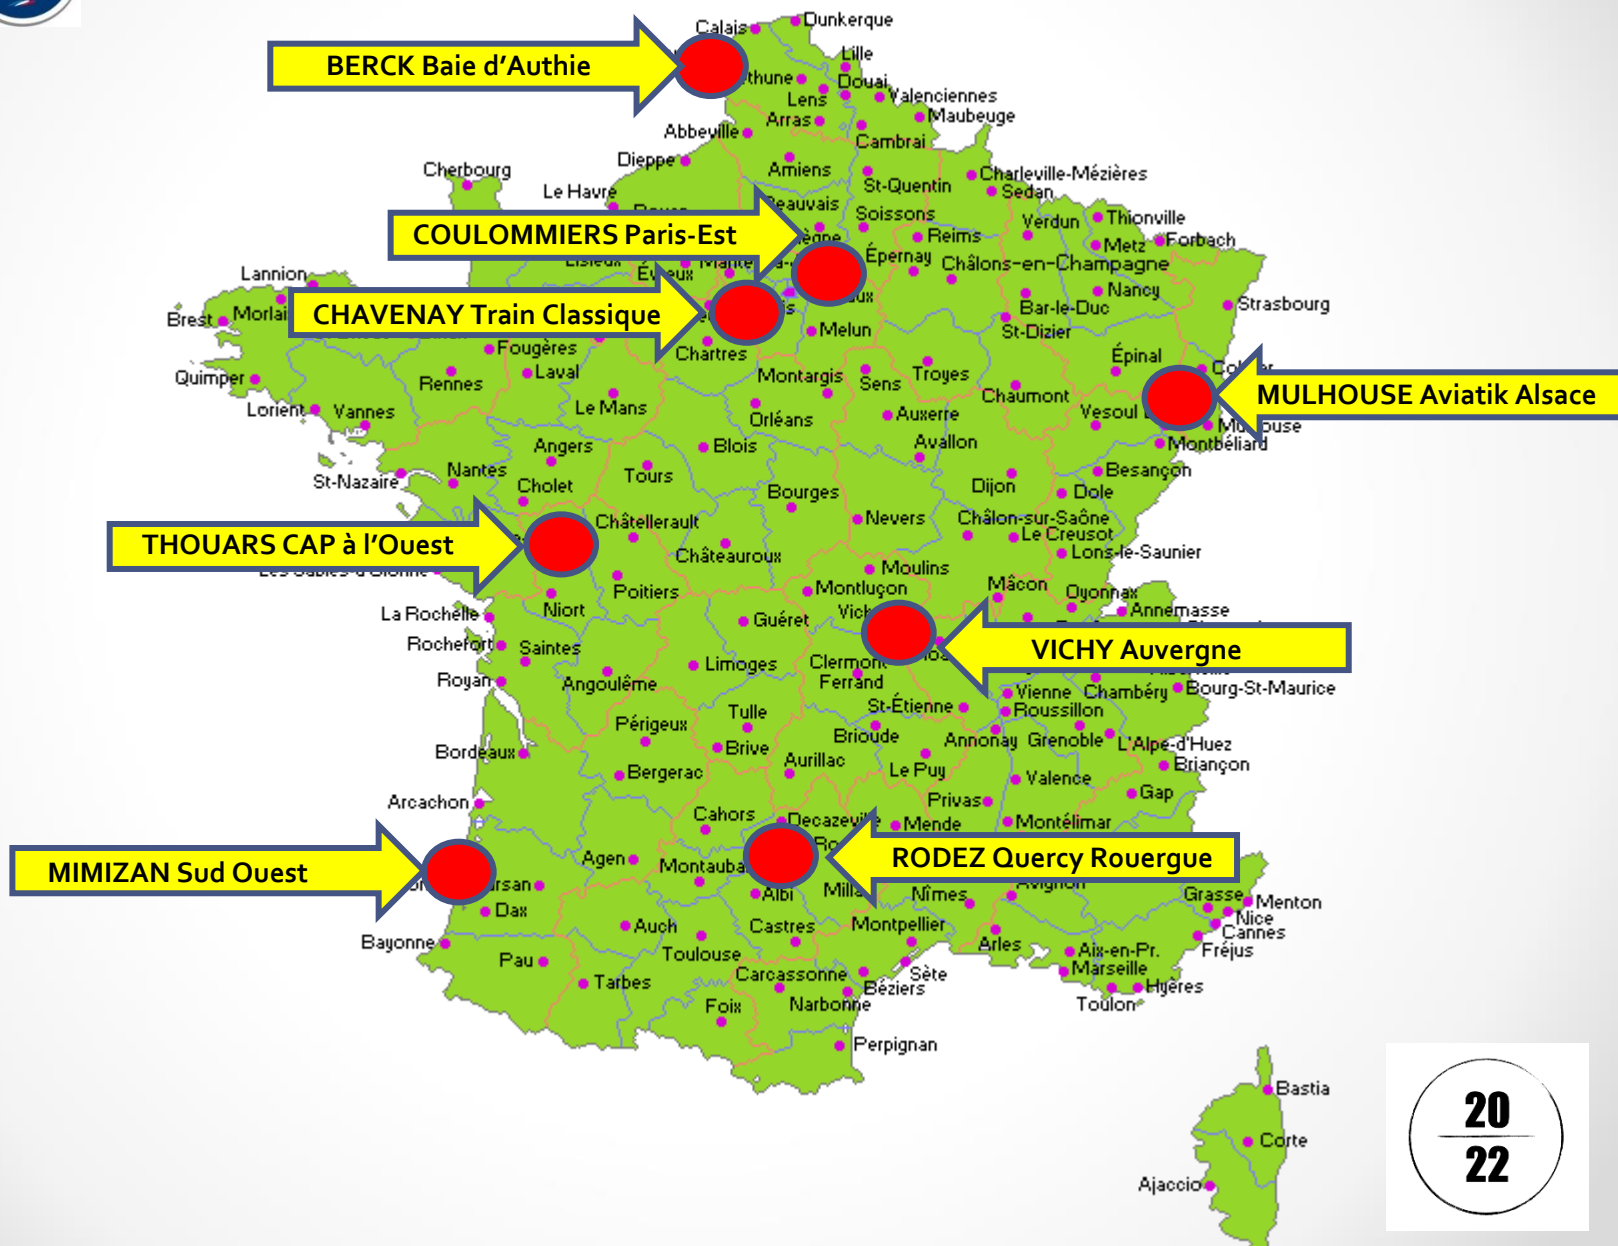 Dunkerque
Calais
Lille
BERCK Baie d'Authie
Douai
Lens
Valenciennes
Arras
Maubeuge
Abbeville
Cambrai
Dieppe
Amiens
Cherbourg
Charleville-Mézières
St-Quentin
Sedan
Le Havre
Soissons
Verdun
Thionville
COULOMMIERS Paris-Est
Reims
Metz
Forbach
Épernay
Châlons-en-Champagne
Lannion
Nancy
Bar-le-Duc
Strasbourg
Brest
CHAVENAY Train Classique
Melun
St-Dizier
Fougères
Chartres
Épinal
Quimper
Rennes
Laval
Montargis
Sens
Troyes
Chaumont
MULHOUSE Aviatik Alsace
Lorient
Vannes
Le Mans
Orléans
Auxerre
Vesoul
Angers
Blois
Avallon
Montbéliard
St-Nazaire
Nantes
Tours
Besançon
Cholet
Bourges
Dijon
Dole
Châtellerault
Nevers
Châlon-sur-Saône
Le Creusot
THOUARS CAP à l'Ouest
Châteauroux
Lons-le-Saunier
Moulins
Poitiers
Montluçon
Mâcon
Oyonnax
La Rochelle
Niort
Guéret
Annemasse
Rochefort
Saintes
VICHY Auvergne
Royan
Angoulême
Limoges
Clermont
Ferrand
Vienne
Chambéry
Bourg-St-Maurice
St-Étienne
Roussillon
Périgeux
Tulle
Brioude
Annonay
Grenoble
L'Alpe-d'Huez
Bordeaux
Brive
Aurillac
Le Puy
Briançon
Bergerac
Valence
Arcachon
Privas
Gap
Cahors
Decazeville
Mende
Montélimar
MIMIZAN Sud Ouest
Agen
RODEZ Quercy Rouergue
Albi
Nîmes
Avignon
Grasse
Menton
Dax
Nice
Auch
Castres
Montpellier
Cannes
Bayonne
Toulouse
Arles
Aix-en-Pr.
Fréjus
Pau
Marseille
Tarbes
Carcassonne
Sète
Béziers
Hyères
Foix
Narbonne
Toulon
Perpignan
Bastia
Corte
Ajaccio
20
22